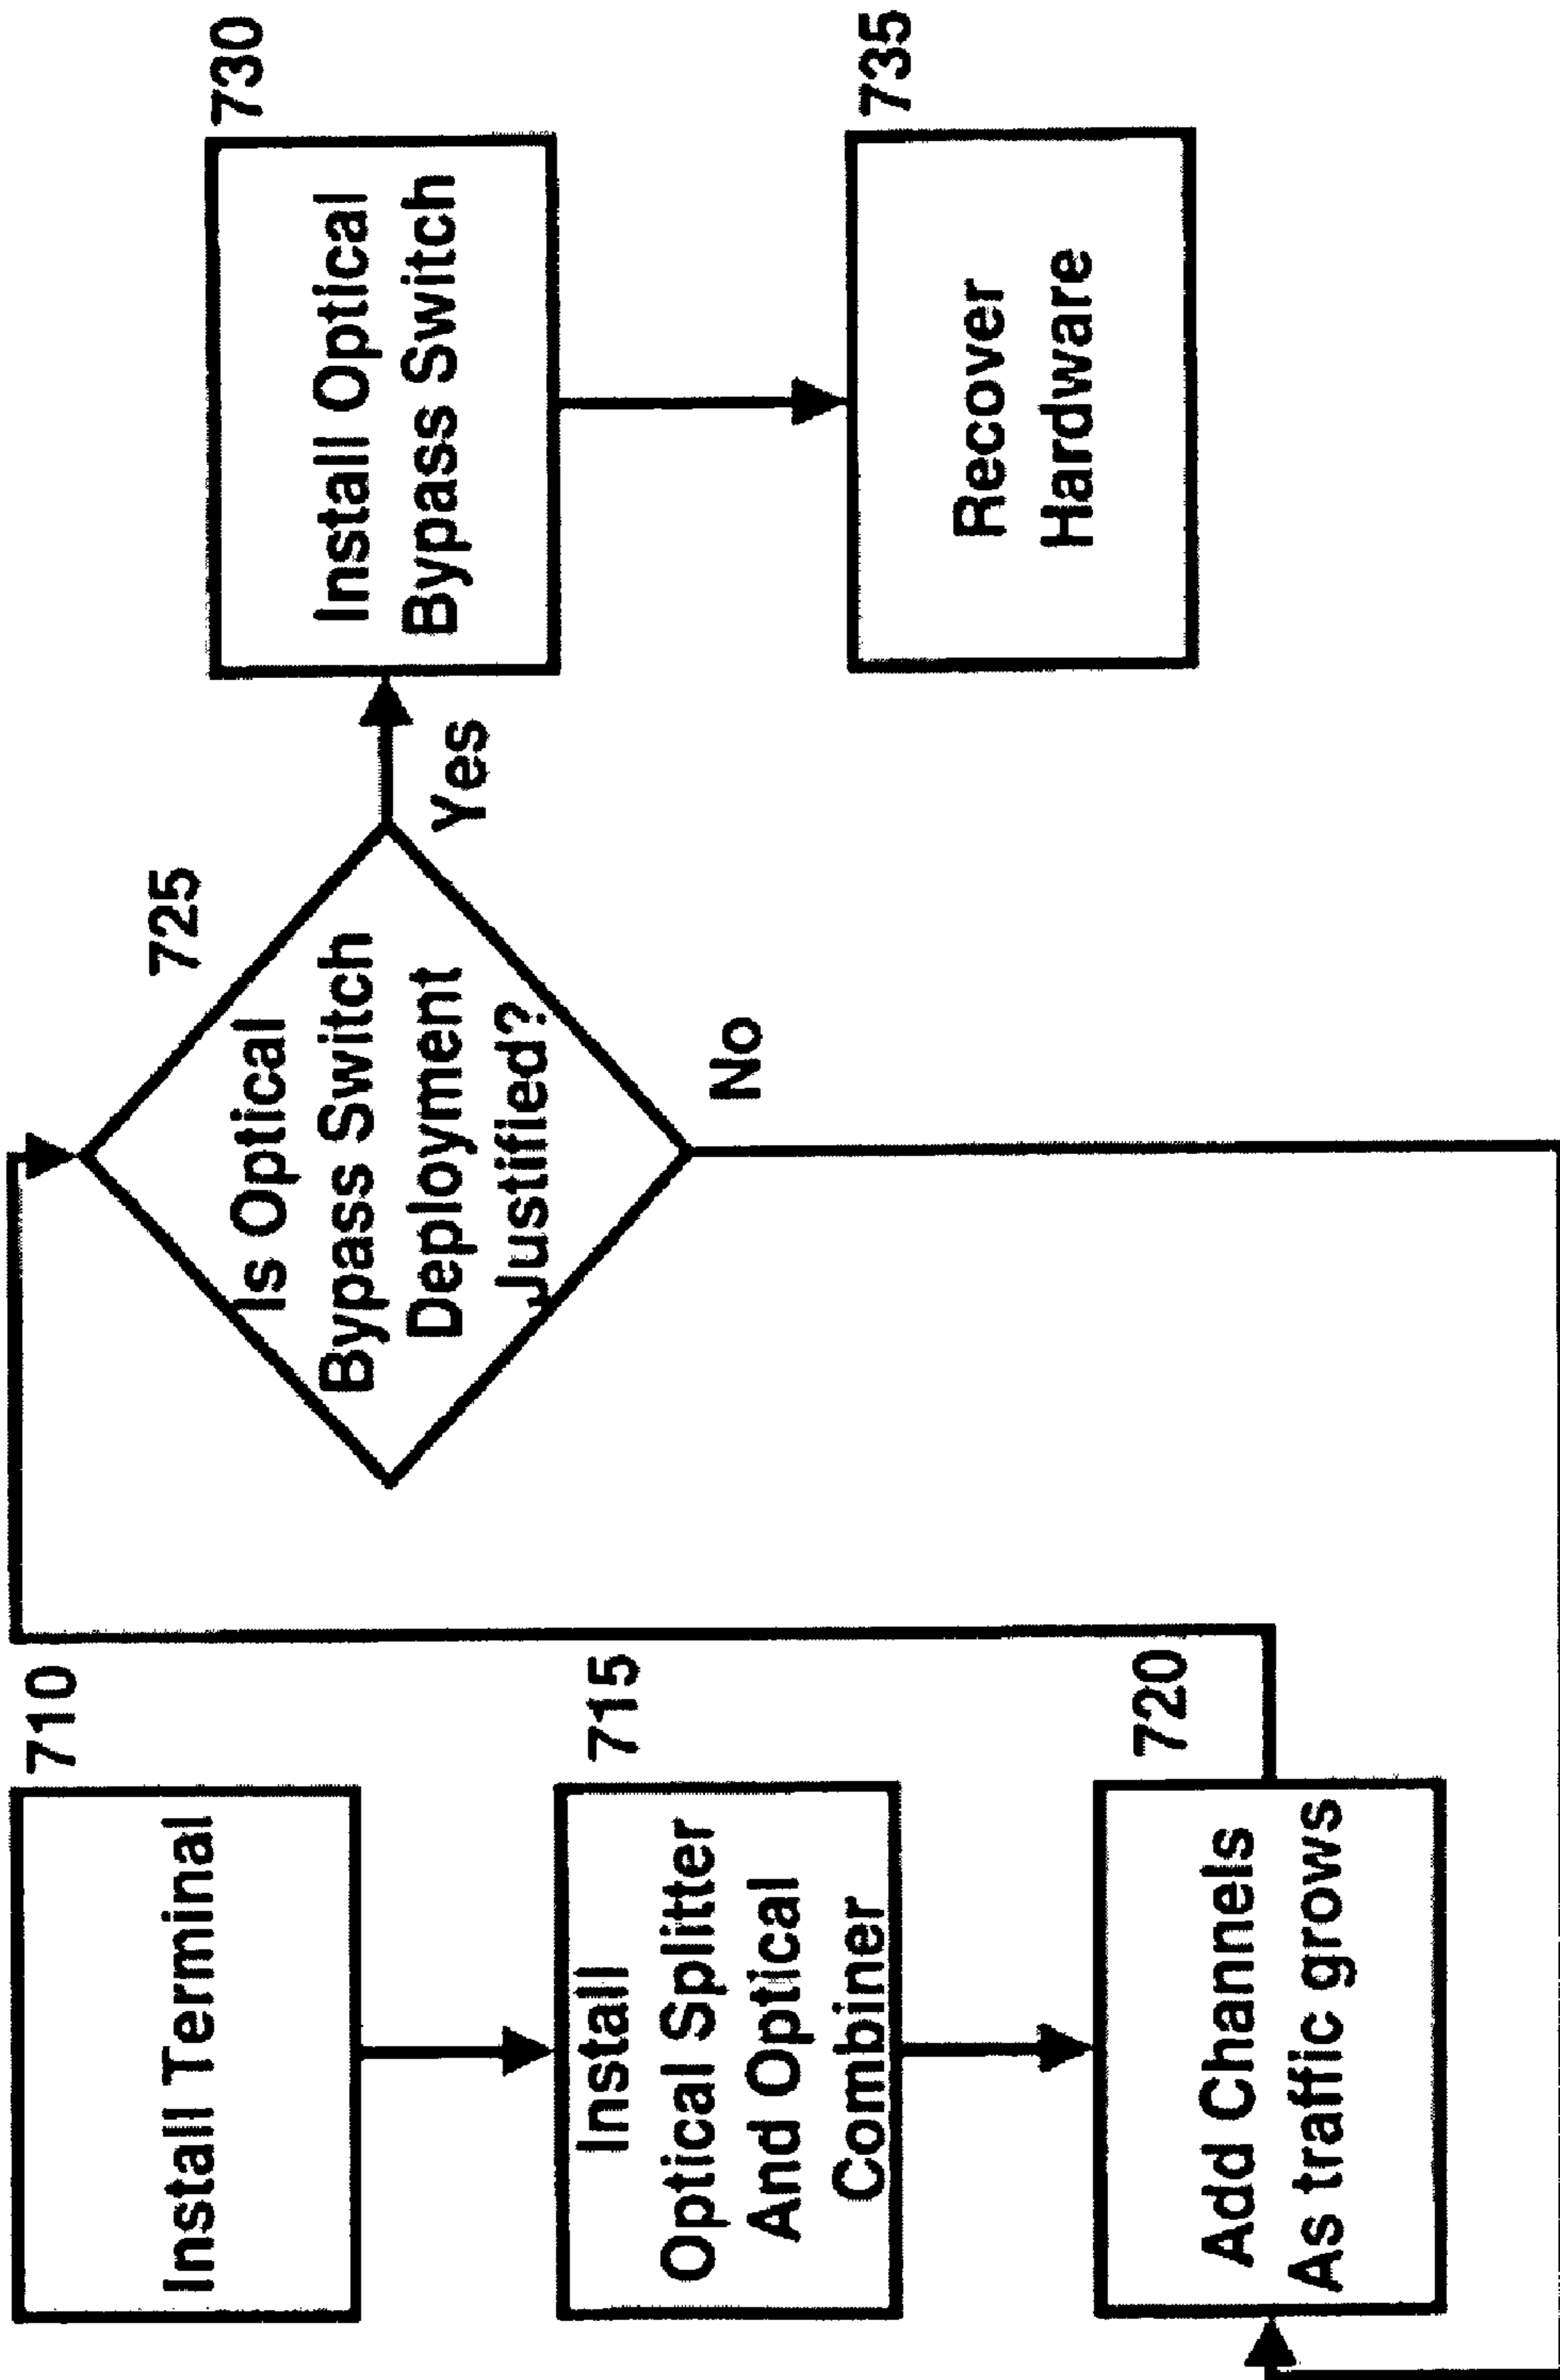 710
Install Terminal
715
Install
Optical Splitter
And Optical
Combiner
720
Add Channels
As traffic grows
725
Is Optical
Bypass Switch
Deployment
Justified?
Yes
No
730
Install Optical
Bypass Switch
735
Recover
Hardware